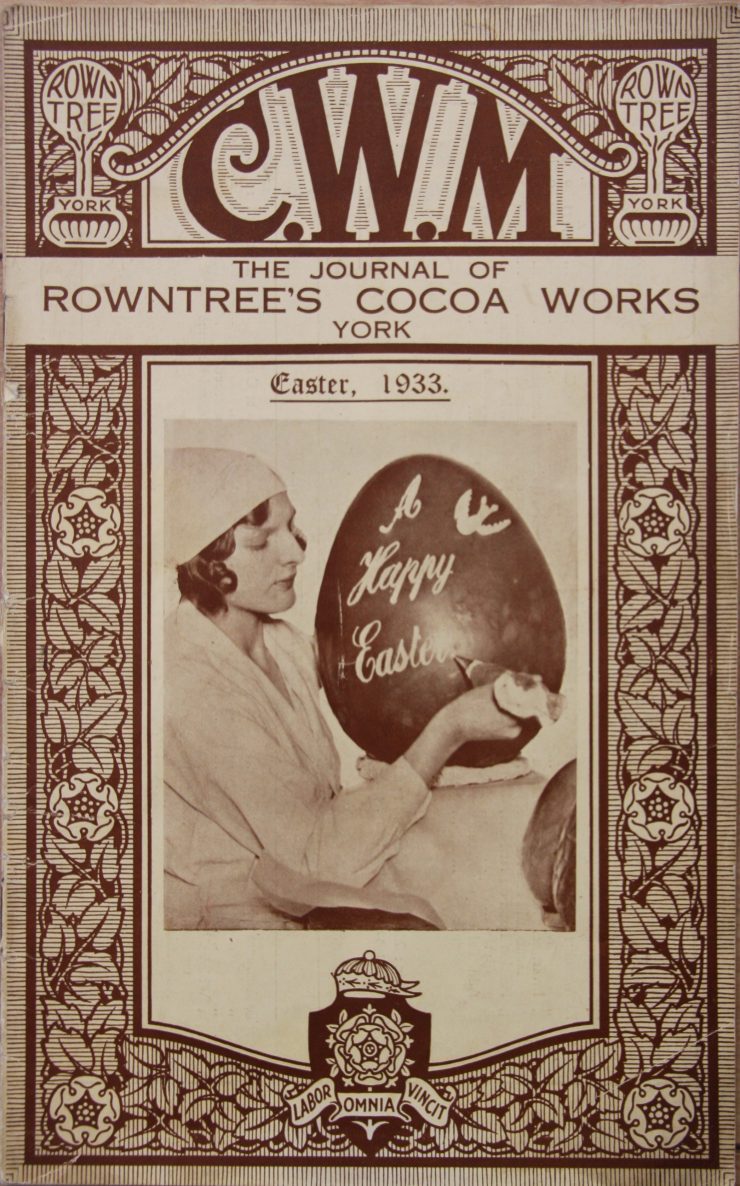 ROWN
TREE
YORK
C.W.M
ROWN
TREE
YORK
THE JOURNAL OF
ROWNTREE'S COCOA WORKS
YORK
Easter, 1933.
A
Happy
Easter
LABOR OMNIA VINCIT